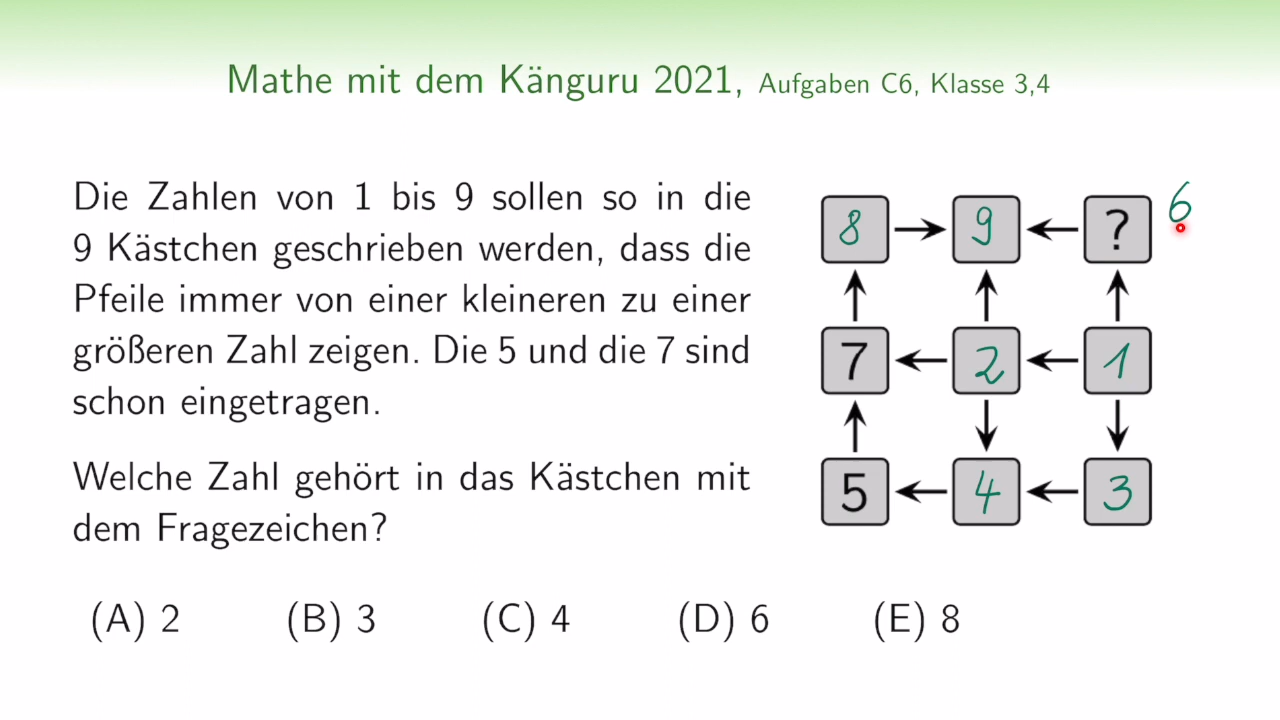 Mathe mit dem Känguru 2021, Aufgaben C6, Klasse 3,4
Die Zahlen von 1 bis 9 sollen so in die
9 Kästchen geschrieben werden, dass die
Pfeile immer von einer kleineren zu einer
größeren Zahl zeigen. Die 5 und die 7 sind
schon eingetragen.
Welche Zahl gehört in das Kästchen mit
dem Fragezeichen?
8 9 ? 6
7 2 1
5 4 3
(A) 2 (B) 3 (C) 4 (D) 6 (E) 8